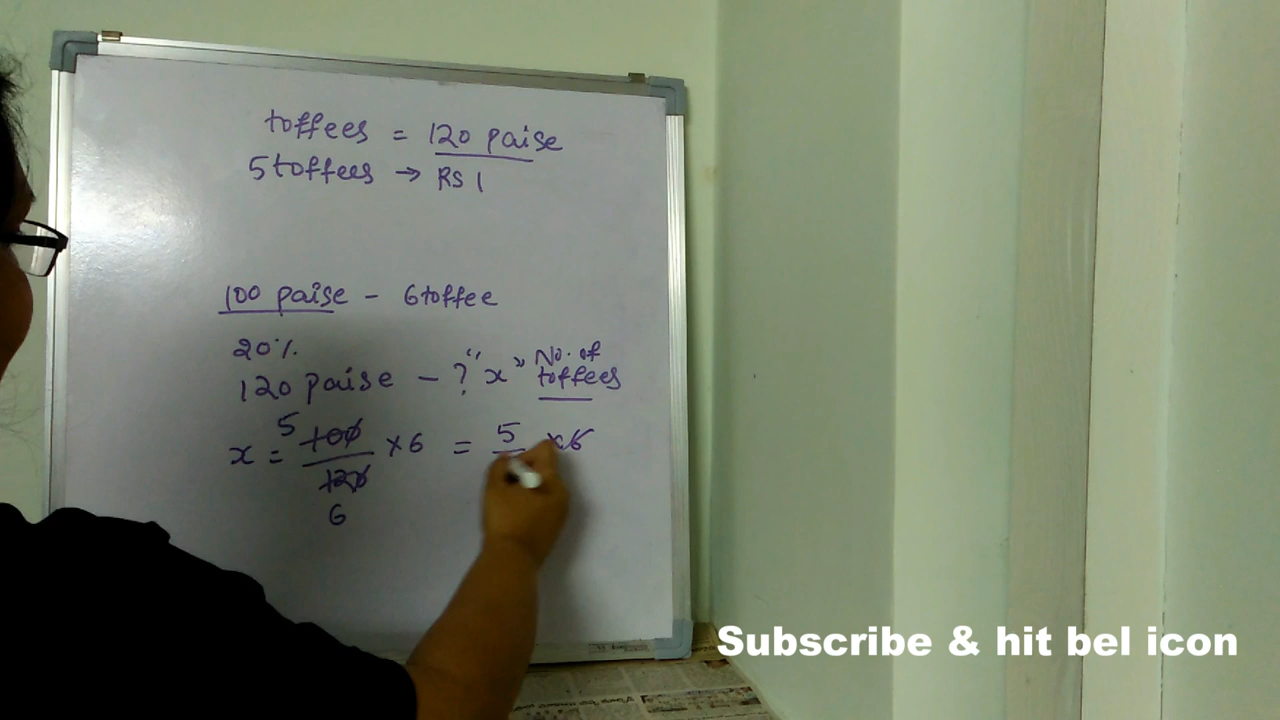 toffees = 120 paise
5 toffees → RS 1
100 paise - 6 toffee
20%
120 paise - ? "x" No. of toffees
x = 5 100/120 6 × 6 = 5 × 6
Subscribe & hit bel icon